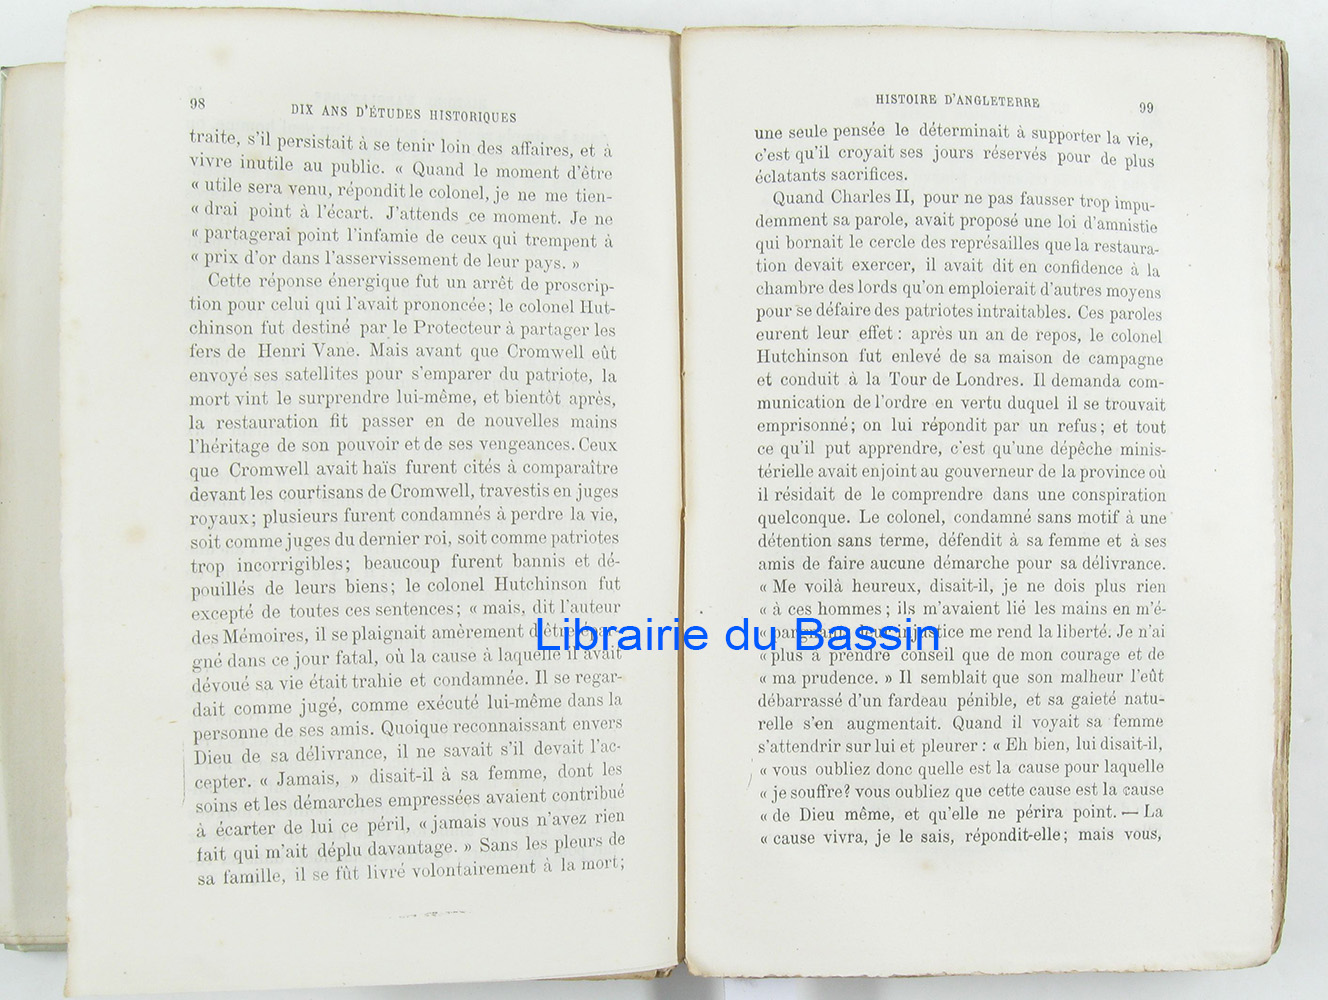 98
DIX ANS D'ÉTUDES HISTORIQUES
traite, s'il persistait à se tenir loin des affaires, et à
vivre inutile au public. « Quand le moment d'être
« utile sera venu, répondit le colonel, je ne me tien-
« drai point à l'écart. J'attends ce moment. Je ne
« partagerai point l'infamie de ceux qui trempent à
« prix d'or dans l'asservissement de leur pays. »
Cette réponse énergique fut un arrêt de proscrip-
tion pour celui qui l'avait prononcée; le colonel Hut-
chinson fut destiné par le Protecteur à partager les
fers de Henri Vane. Mais avant que Cromwell eût
envoyé ses satellites pour s'emparer du patriote, la
mort vint le surprendre lui-même, et bientôt après,
la restauration fit passer en de nouvelles mains
l'héritage de son pouvoir et de ses vengeances. Ceux
que Cromwell avait haïs furent cités à comparaître
devant les courtisans de Cromwell, travestis en juges
royaux; plusieurs furent condamnés à perdre la vie,
soit comme juges du dernier roi, soit comme patriotes
trop incorrigibles; beaucoup furent bannis et dé-
pouillés de leurs biens; le colonel Hutchinson fut
excepté de toutes ces sentences; « mais, dit l'auteur
des Mémoires, il se plaignait amèrement d'être épar-
gné dans ce jour fatal, où la cause à laquelle il avait
dévoué sa vie était trahie et condamnée. Il se regar-
dait comme jugé, comme exécuté lui-même dans la
personne de ses amis. Quoique reconnaissant envers
Dieu de sa délivrance, il ne savait s'il devait l'ac-
cepter. « Jamais, » disait-il à sa femme, dont les
soins et les démarches empressées avaient contribué
à écarter de lui ce péril, « jamais vous n'avez rien
fait qui m'ait déplu davantage. » Sans les pleurs de
sa famille, il se fût livré volontairement à la mort;
HISTOIRE D'ANGLETERRE
99
une seule pensée le déterminait à supporter la vie,
c'est qu'il croyait ses jours réservés pour de plus
éclatants sacrifices.
Quand Charles II, pour ne pas fausser trop impu-
demment sa parole, avait proposé une loi d'amnistie
qui bornait le cercle des représailles que la restaura-
tion devait exercer, il avait dit en confidence à la
chambre des lords qu'on emploierait d'autres moyens
pour se défaire des patriotes intraitables. Ces paroles
eurent leur effet : après un an de repos, le colonel
Hutchinson fut enlevé de sa maison de campagne
et conduit à la Tour de Londres. Il demanda com-
munication de l'ordre en vertu duquel il se trouvait
emprisonné; on lui répondit par un refus; et tout
ce qu'il put apprendre, c'est qu'une dépêche minis-
térielle avait enjoint au gouverneur de la province où
il résidait de le comprendre dans une conspiration
quelconque. Le colonel, condamné sans motif à une
détention sans terme, défendit à sa femme et à ses
amis de faire aucune démarche pour sa délivrance.
« Me voilà heureux, disait-il, je ne dois plus rien
« à ces hommes; ils m'avaient lié les mains en m'é-
« pargnant; leur injustice me rend la liberté. Je n'ai
« plus à prendre conseil que de mon courage et de
« ma prudence. » Il semblait que son malheur l'eût
débarrassé d'un fardeau pénible, et sa gaieté natu-
relle s'en augmentait. Quand il voyait sa femme
s'attendrir sur lui et pleurer : « Eh bien, lui disait-il,
« vous oubliez donc quelle est la cause pour laquelle
« je souffre? vous oubliez que cette cause est la cause
« de Dieu même, et qu'elle ne périra point. — La
« cause vivra, je le sais, répondit-elle; mais vous,
Librairie du Bassin